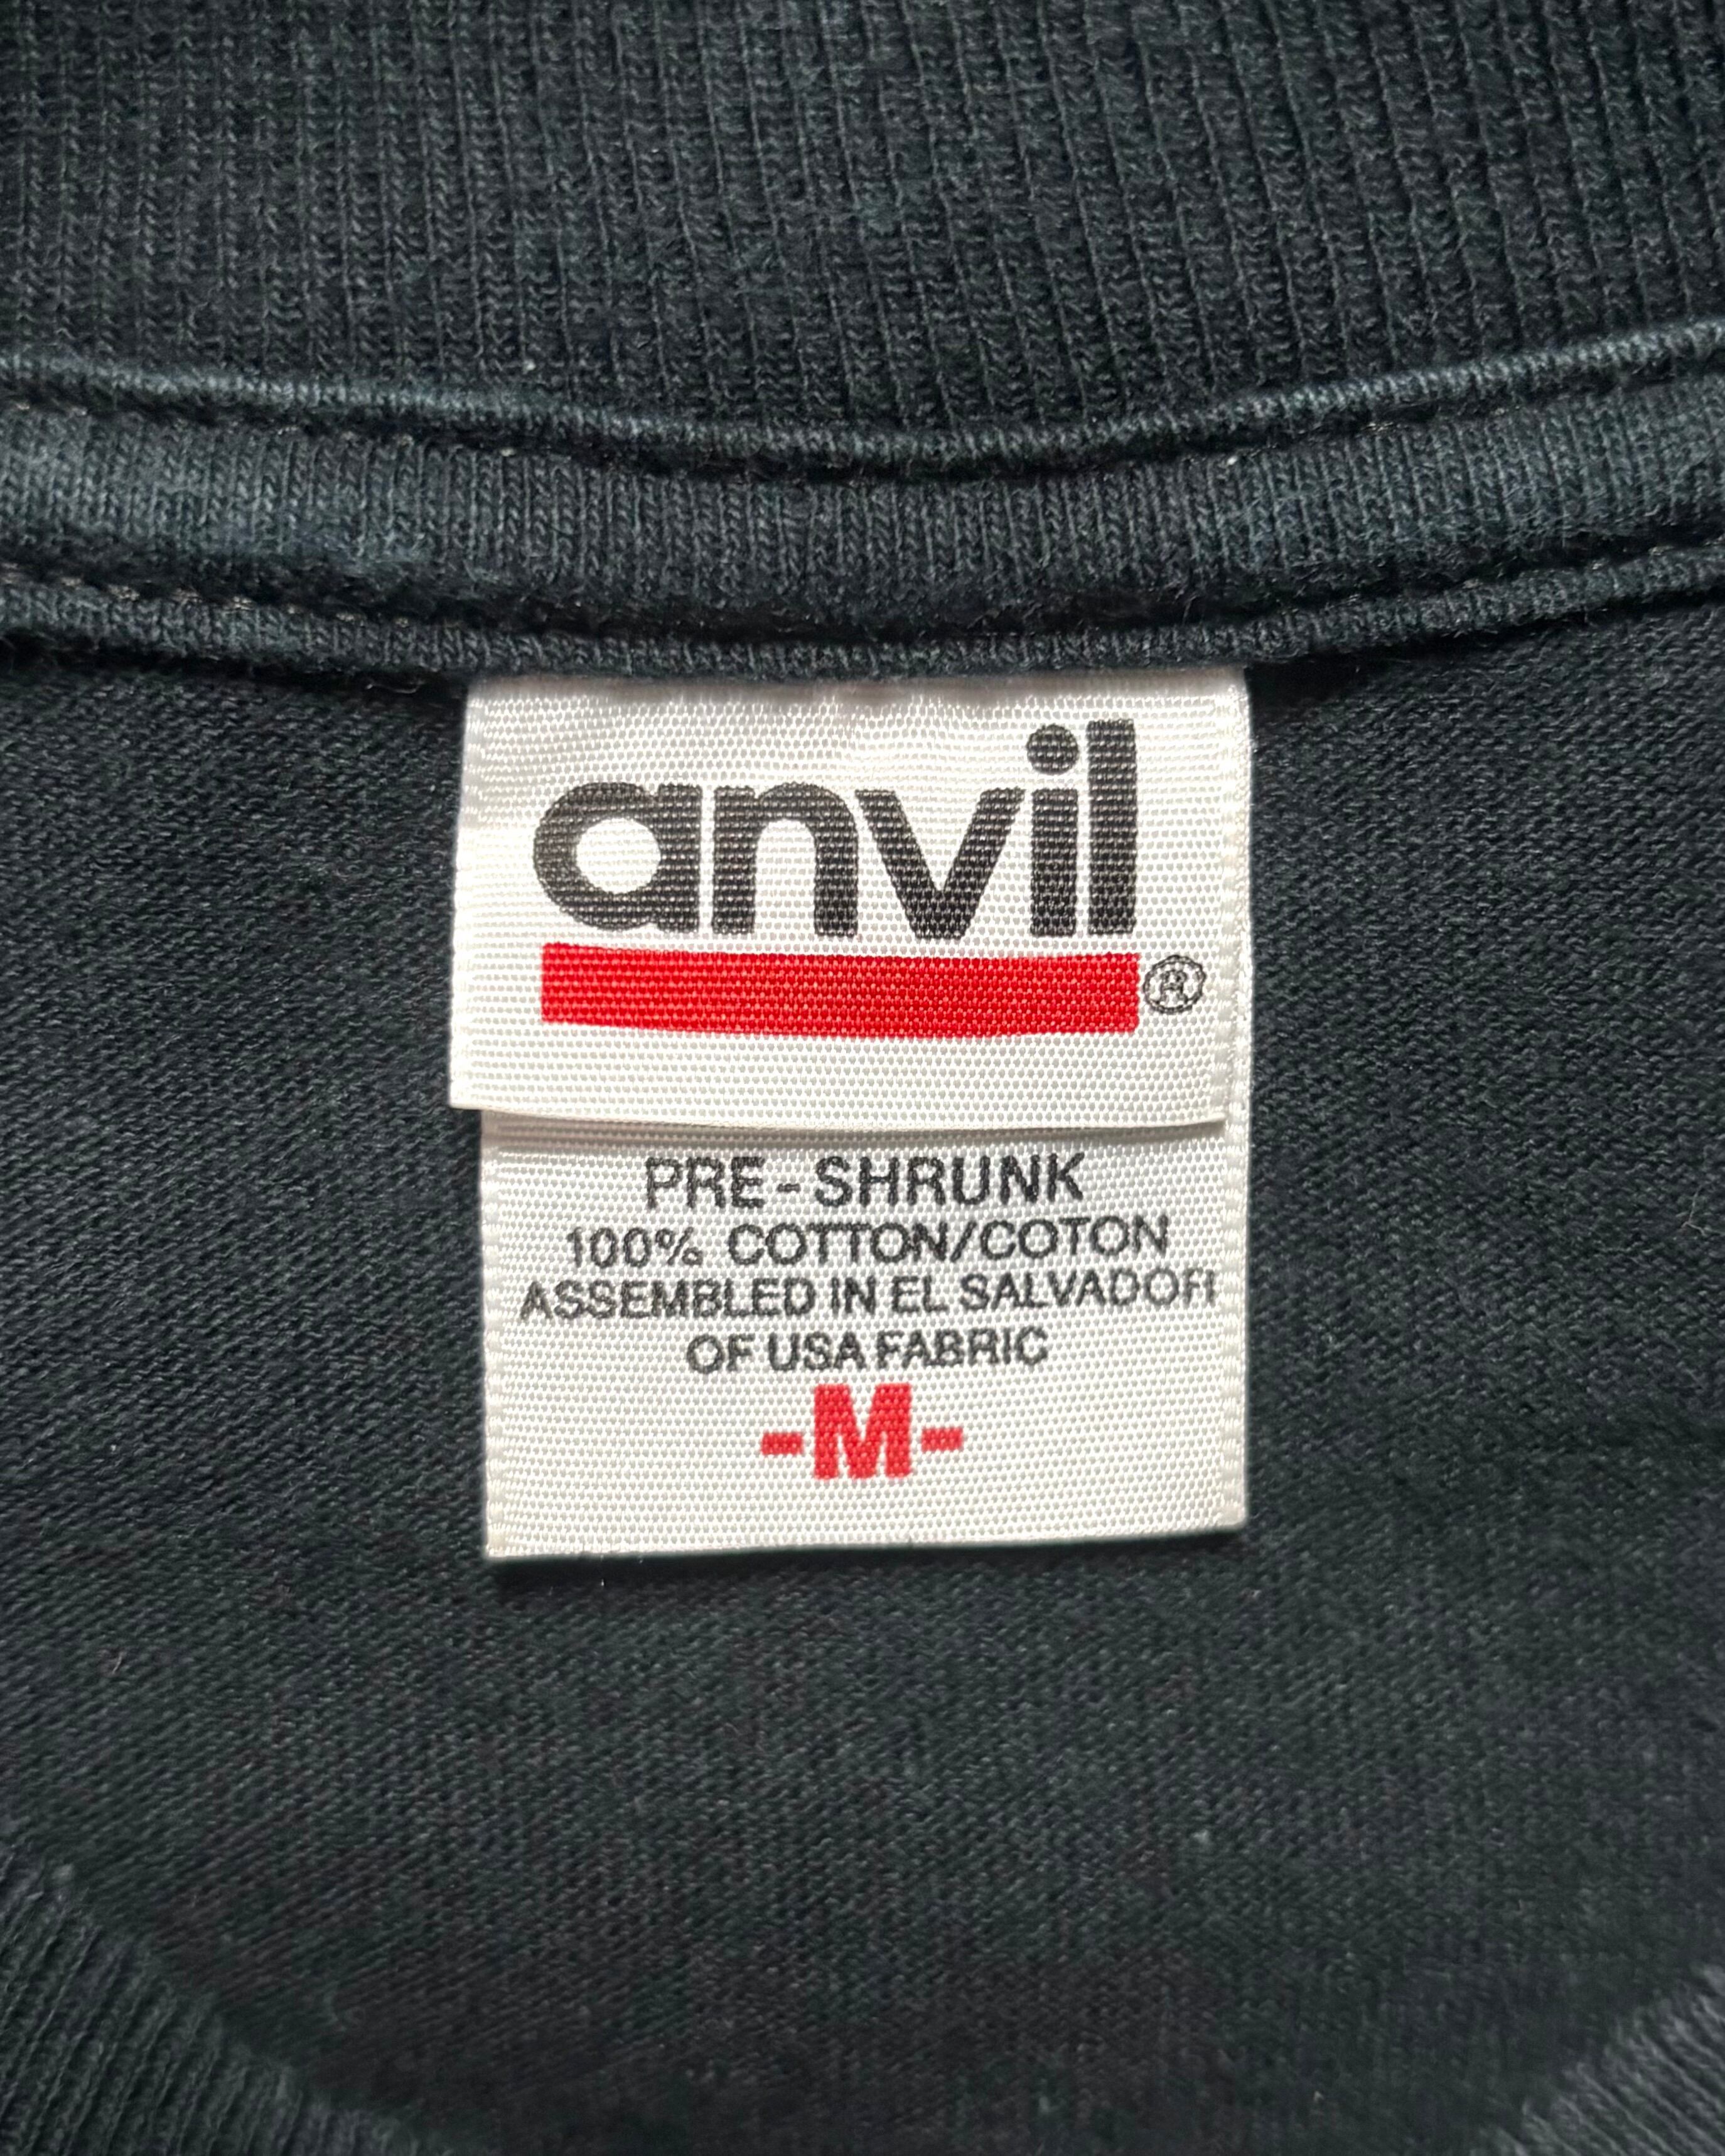 anvil®
PRE-SHRUNK
100% COTTON/COTON
ASSEMBLED IN EL SALVADOR
OF USA FABRIC
-M-